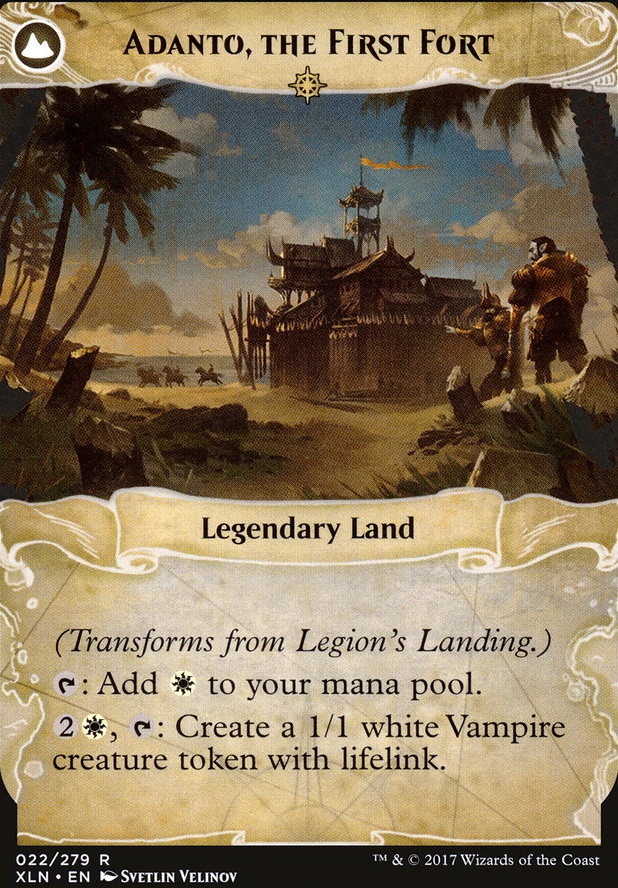 Adanto, the First Fort
Legendary Land
(Transforms from Legion's Landing.)
: Add to your mana pool.
2, : Create a 1/1 white Vampire
creature token with lifelink.
022/279 R
XLN • EN Svetlin Velinov
™ & © 2017 Wizards of the Coast